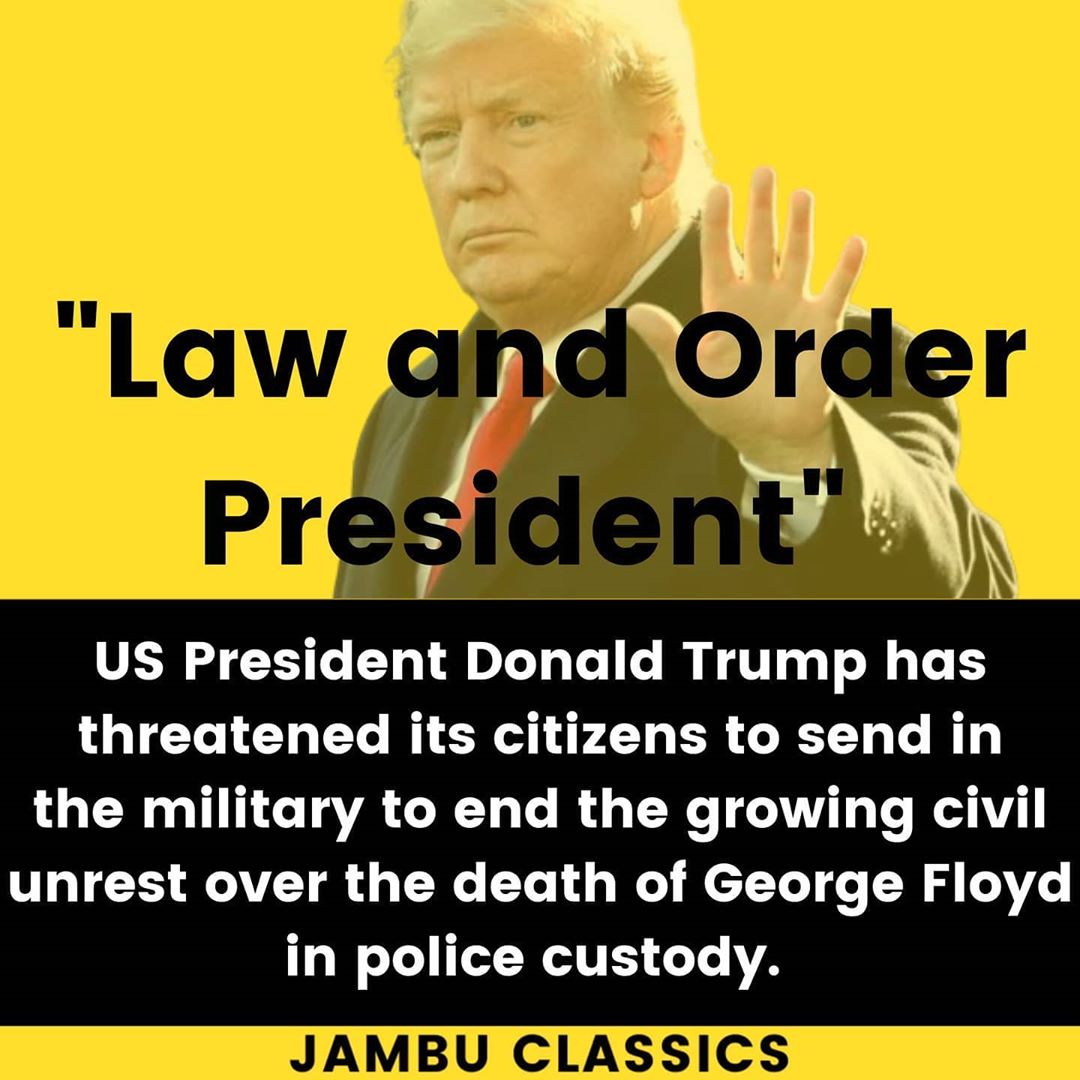 "Law and Order
President"
US President Donald Trump has
threatened its citizens to send in
the military to end the growing civil
unrest over the death of George Floyd
in police custody.
JAMBU CLASSICS